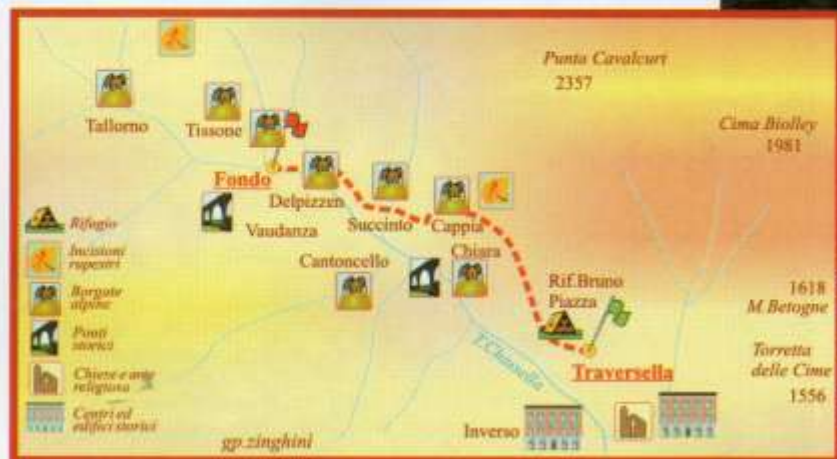 Punta Cavalcurt
2357
Cima Biolley
1981
Tallorno
Tissone
Fondo
Delpizzen
Vaudanza
Succinto
Cappia
Chiara
Cantoncello
Rif.Bruno
Piazza
Traversella
T.Chiusella
Inverso
1618
M.Betogne
Torretta
delle Cime
1556
Rifugio
Incisioni
rupestri
Borgate
alpine
Ponti
storici
Chiese e arte
religiosa
Centri ed
edifici storici
gp.zinghini